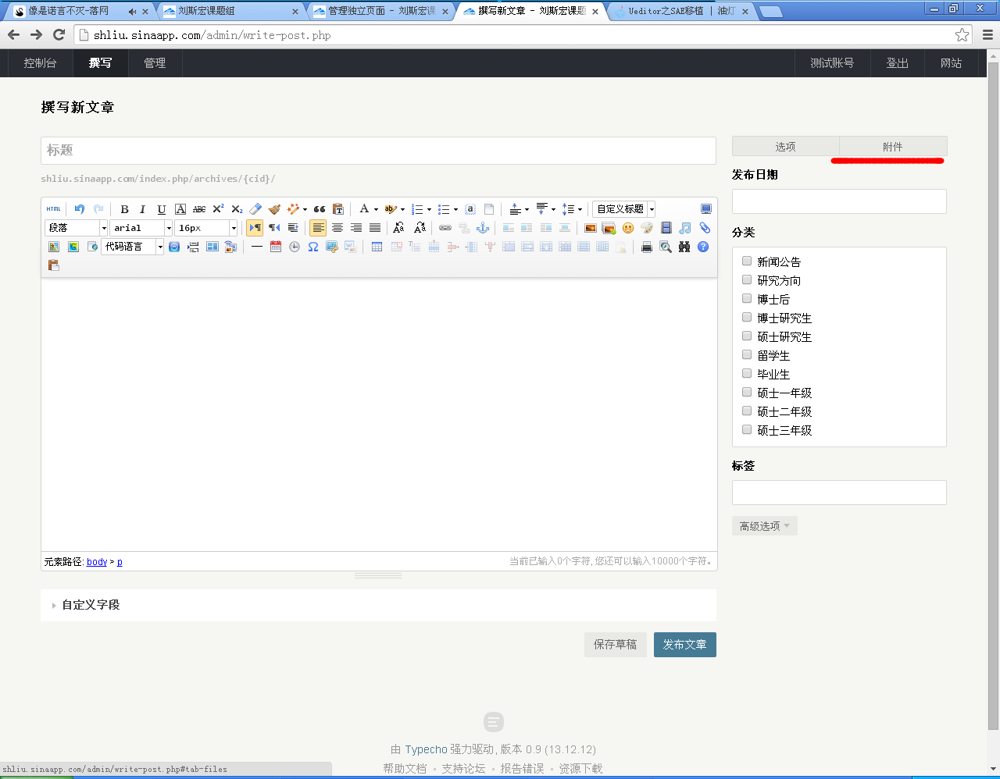 像是诺言不灭-落网
刘斯宏课题组
管理独立页面 - 刘斯宏课
撰写新文章 - 刘斯宏课题
Ueditor之SAE移植 | 油灯
shliu.sinaapp.com/admin/write-post.php
控制台 撰写 管理 测试账号 登出 网站
撰写新文章
标题
shliu.sinaapp.com/index.php/archives/{cid}/
HTML B I U A ABC X² X₂ A ab 自定义标题
段落 arial 16px
代码语言
元素路径: body > p
当前已输入0个字符,您还可以输入10000个字符。
自定义字段
保存草稿 发布文章
选项 附件
发布日期
分类
新闻公告
研究方向
博士后
博士研究生
硕士研究生
留学生
毕业生
硕士一年级
硕士二年级
硕士三年级
标签
高级选项
由 Typecho 强力驱动, 版本 0.9 (13.12.12)
帮助文档 • 支持论坛 • 报告错误 • 资源下载
shliu.sinaapp.com/admin/write-post.php#tab-files